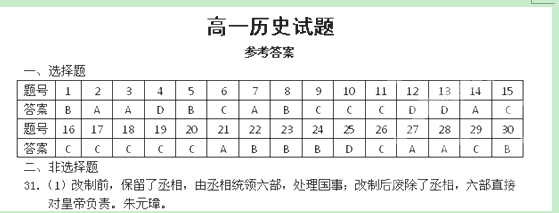 高一历史试题
参考答案
一、选择题
题号 1 2 3 4 5 6 7 8 9 10 11 12 13 14 15
答案 B A A D B C A B C C C D D A C
题号 16 17 18 19 20 21 22 23 24 25 26 27 28 29 30
答案 C C C C C A B B B D C A A C B
二、非选择题
31.（1）改制前，保留了丞相，由丞相统领六部，处理国事；改制后废除了丞相，六部直接
对皇帝负责。朱元璋。